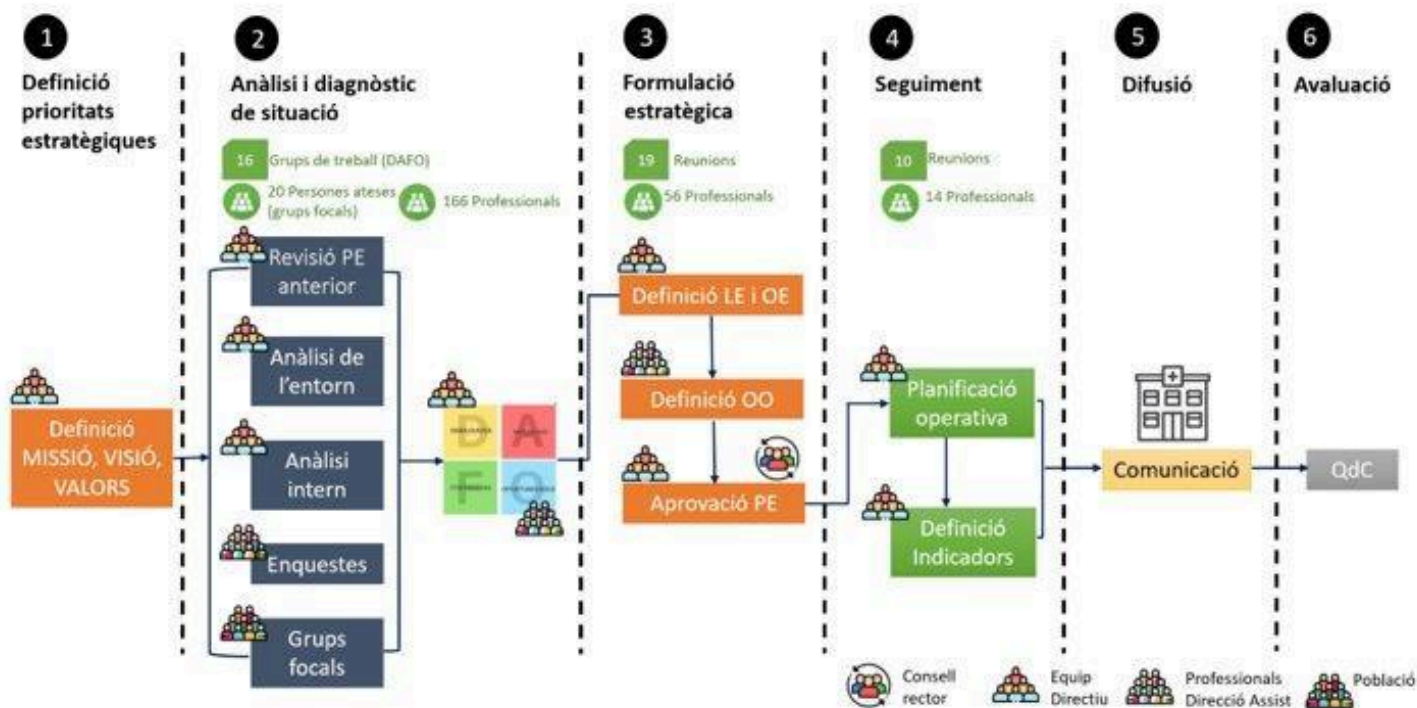 1
Definició
prioritats
estratègiques
2
Anàlisi i diagnòstic
de situació
16
Grups de treball (DAFO)
20 Persones ateses
(grups focals)
166 Professionals
3
Formulació
estratègica
19
Reunions
56 Professionals
4
Seguiment
10
Reunions
14 Professionals
5
Difusió
6
Avaluació
Definició
MISSIÓ, VISIÓ,
VALORS
Revisió PE
anterior
Anàlisi de
l'entorn
Anàlisi
intern
Enquestes
Grups
focals
D
A
F
O
Definició LE i OE
Definició OO
Aprovació PE
Planificació
operativa
Definició
Indicadors
Comunicació
QdC
Consell
rector
Equip
Directiu
Professionals
Direcció Assist
Població